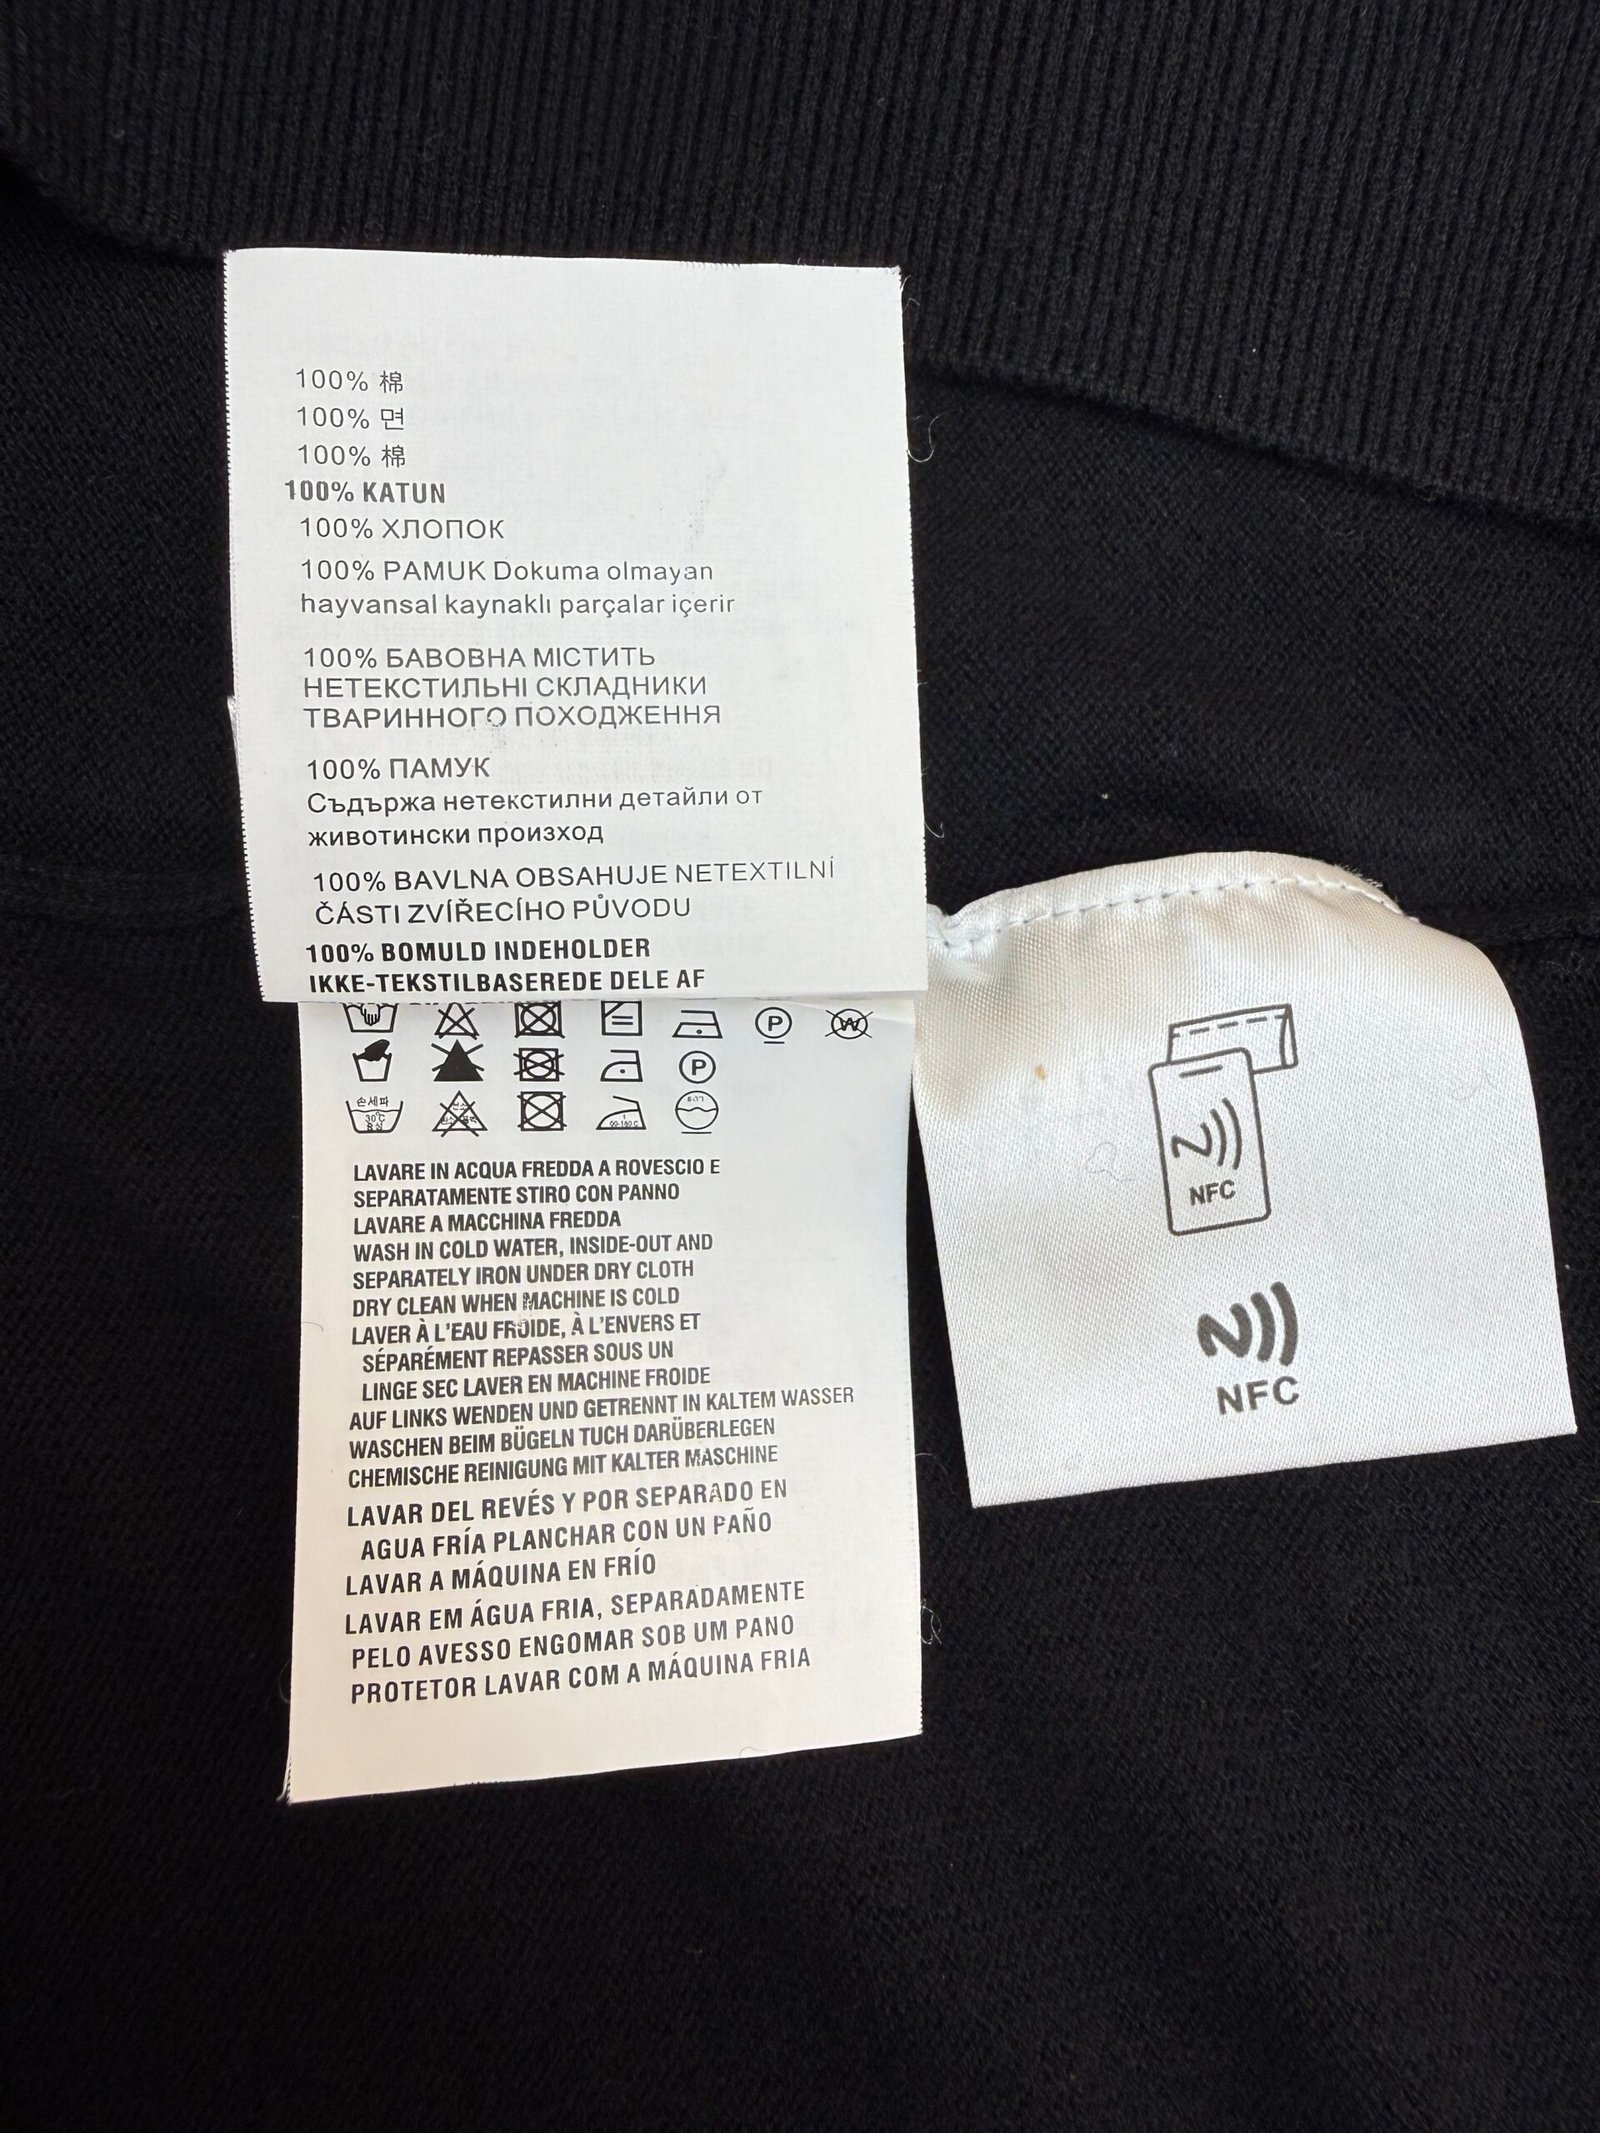 100% 棉
100% 면
100% 棉
100% KATUN
100% ХЛОПОК
100% PAMUK Dokuma olmayan
hayvansal kaynaklı parçalar içerir
100% БАВОВНА МІСТИТЬ
НЕТЕКСТИЛЬНІ СКЛАДНИКИ
ТВАРИННОГО ПОХОДЖЕННЯ
100% ПАМУК
Съдържа нетекстилни детайли от
животински произход
100% BAVLNA OBSAHUJE NETEXTILNÍ
ČÁSTI ZVÍŘECÍHO PŮVODU
100% BOMULD INDEHOLDER
IKKE-TEKSTILBASEREDE DELE AF
P W
P
손세탁
30°C
LAVARE IN ACQUA FREDDA A ROVESCIO E
SEPARATAMENTE STIRO CON PANNO
LAVARE A MACCHINA FREDDA
WASH IN COLD WATER, INSIDE-OUT AND
SEPARATELY IRON UNDER DRY CLOTH
DRY CLEAN WHEN MACHINE IS COLD
LAVER À L'EAU FROIDE, À L'ENVERS ET
SÉPARÉMENT REPASSER SOUS UN
LINGE SEC LAVER EN MACHINE FROIDE
AUF LINKS WENDEN UND GETRENNT IN KALTEM WASSER
WASCHEN BEIM BÜGELN TUCH DARÜBERLEGEN
CHEMISCHE REINIGUNG MIT KALTER MASCHINE
LAVAR DEL REVÉS Y POR SEPARADO EN
AGUA FRÍA PLANCHAR CON UN PAÑO
LAVAR A MÁQUINA EN FRÍO
LAVAR EM ÁGUA FRIA, SEPARADAMENTE
PELO AVESSO ENGOMAR SOB UM PANO
PROTETOR LAVAR COM A MÁQUINA FRIA
NFC
NFC